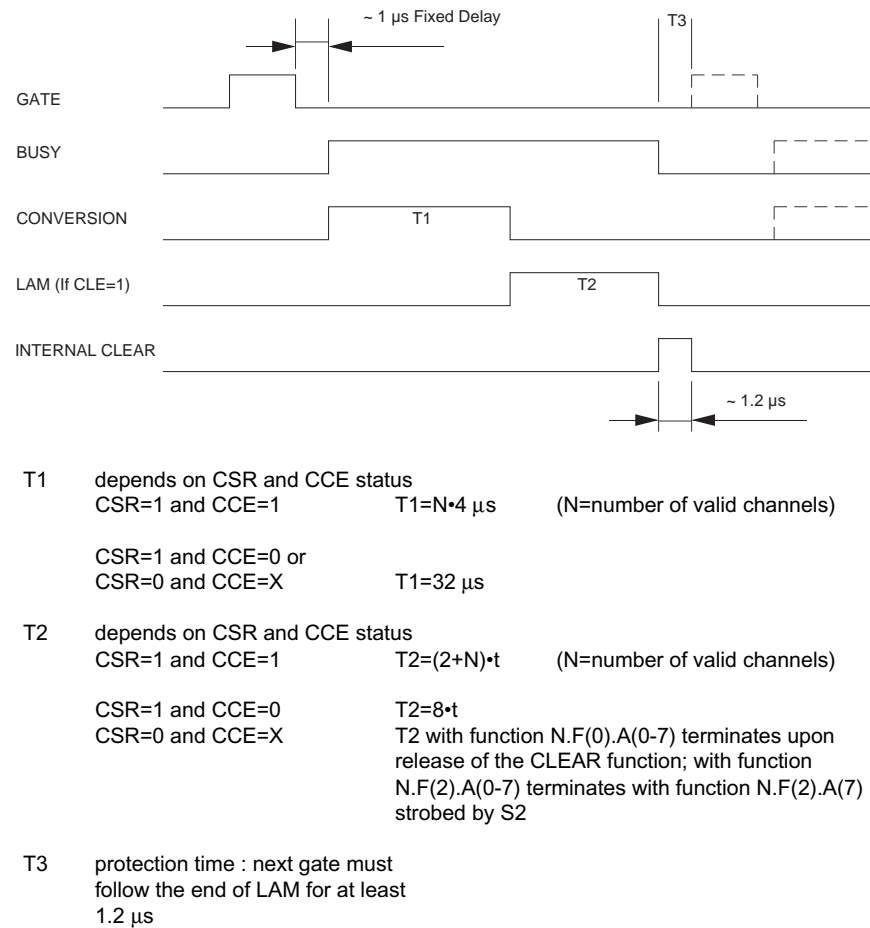 ~ 1 µs Fixed Delay
T3
GATE
BUSY
CONVERSION
T1
LAM (If CLE=1)
T2
INTERNAL CLEAR
~ 1.2 µs
T1 depends on CSR and CCE status
CSR=1 and CCE=1 T1=N•4 µs (N=number of valid channels)
CSR=1 and CCE=0 or
CSR=0 and CCE=X T1=32 µs
T2 depends on CSR and CCE status
CSR=1 and CCE=1 T2=(2+N)•t (N=number of valid channels)
CSR=1 and CCE=0 T2=8•t
CSR=0 and CCE=X T2 with function N.F(0).A(0-7) terminates upon
release of the CLEAR function; with function
N.F(2).A(0-7) terminates with function N.F(2).A(7)
strobed by S2
T3 protection time : next gate must
follow the end of LAM for at least
1.2 µs